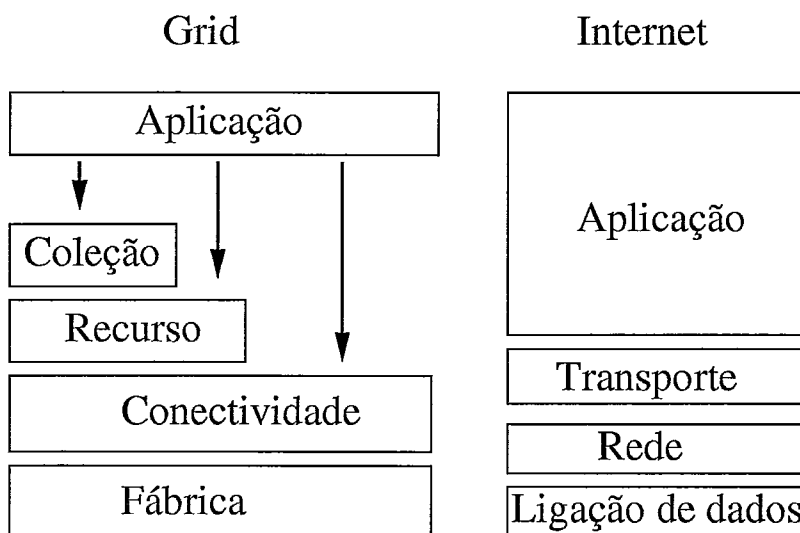 Grid
Internet
Aplicação
Coleção
Recurso
Conectividade
Fábrica
Aplicação
Transporte
Rede
Ligação de dados